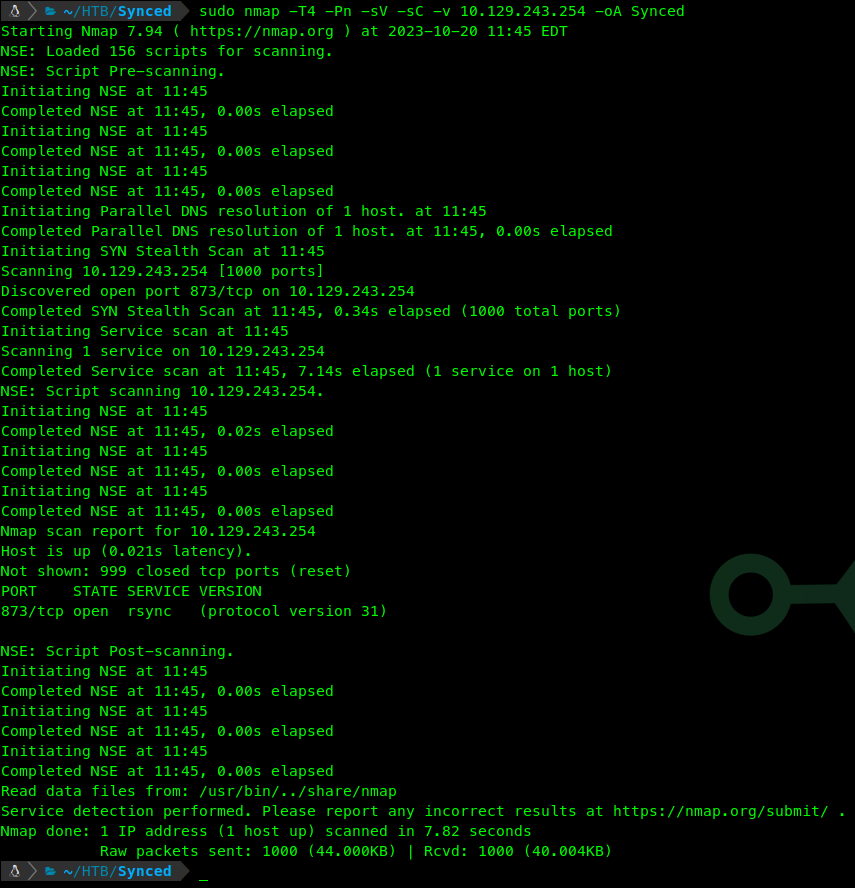 ~/HTB/Synced sudo nmap -T4 -Pn -sV -sC -v 10.129.243.254 -oA Synced
Starting Nmap 7.94 ( https://nmap.org ) at 2023-10-20 11:45 EDT
NSE: Loaded 156 scripts for scanning.
NSE: Script Pre-scanning.
Initiating NSE at 11:45
Completed NSE at 11:45, 0.00s elapsed
Initiating NSE at 11:45
Completed NSE at 11:45, 0.00s elapsed
Initiating NSE at 11:45
Completed NSE at 11:45, 0.00s elapsed
Initiating Parallel DNS resolution of 1 host. at 11:45
Completed Parallel DNS resolution of 1 host. at 11:45, 0.00s elapsed
Initiating SYN Stealth Scan at 11:45
Scanning 10.129.243.254 [1000 ports]
Discovered open port 873/tcp on 10.129.243.254
Completed SYN Stealth Scan at 11:45, 0.34s elapsed (1000 total ports)
Initiating Service scan at 11:45
Scanning 1 service on 10.129.243.254
Completed Service scan at 11:45, 7.14s elapsed (1 service on 1 host)
NSE: Script scanning 10.129.243.254.
Initiating NSE at 11:45
Completed NSE at 11:45, 0.02s elapsed
Initiating NSE at 11:45
Completed NSE at 11:45, 0.00s elapsed
Initiating NSE at 11:45
Completed NSE at 11:45, 0.00s elapsed
Nmap scan report for 10.129.243.254
Host is up (0.021s latency).
Not shown: 999 closed tcp ports (reset)
PORT    STATE SERVICE VERSION
873/tcp open  rsync   (protocol version 31)

NSE: Script Post-scanning.
Initiating NSE at 11:45
Completed NSE at 11:45, 0.00s elapsed
Initiating NSE at 11:45
Completed NSE at 11:45, 0.00s elapsed
Initiating NSE at 11:45
Completed NSE at 11:45, 0.00s elapsed
Read data files from: /usr/bin/../share/nmap
Service detection performed. Please report any incorrect results at https://nmap.org/submit/ .
Nmap done: 1 IP address (1 host up) scanned in 7.82 seconds
           Raw packets sent: 1000 (44.000KB) | Rcvd: 1000 (40.004KB)
~/HTB/Synced _